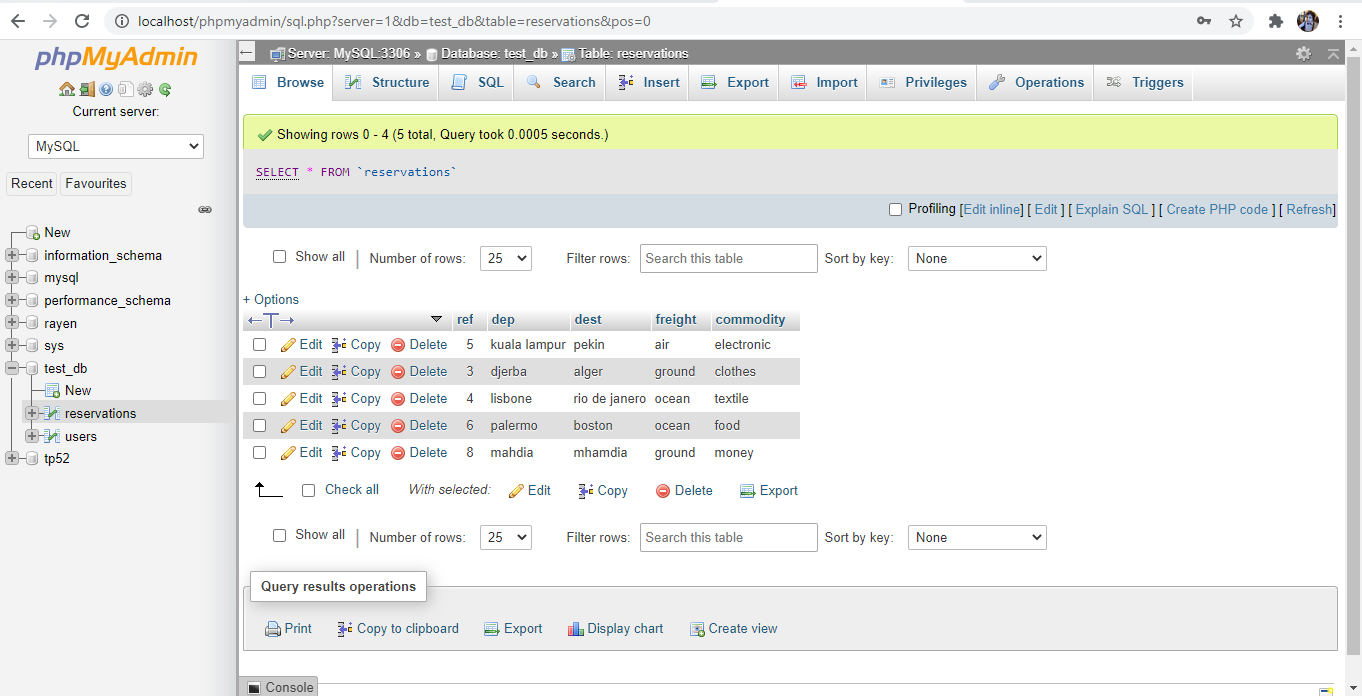 localhost/phpmyadmin/sql.php?server=1&db=test_db&table=reservations&pos=0
phpMyAdmin
Current server:
MySQL
Recent Favourites
New
information_schema
mysql
performance_schema
rayen
sys
test_db
New
reservations
users
tp52
Server: MySQL:3306 » Database: test_db » Table: reservations
Browse Structure SQL Search Insert Export Import Privileges Operations Triggers
Showing rows 0 - 4 (5 total, Query took 0.0005 seconds.)
SELECT * FROM `reservations`
Profiling [Edit inline] [ Edit ] [ Explain SQL ] [ Create PHP code ] [ Refresh]
Show all | Number of rows: 25 Filter rows: Search this table Sort by key: None
+ Options
←T→ ref dep dest freight commodity
Edit Copy Delete 5 kuala lampur pekin air electronic
Edit Copy Delete 3 djerba alger ground clothes
Edit Copy Delete 4 lisbone rio de janero ocean textile
Edit Copy Delete 6 palermo boston ocean food
Edit Copy Delete 8 mahdia mhamdia ground money
Check all With selected: Edit Copy Delete Export
Show all | Number of rows: 25 Filter rows: Search this table Sort by key: None
Query results operations
Print Copy to clipboard Export Display chart Create view
Console